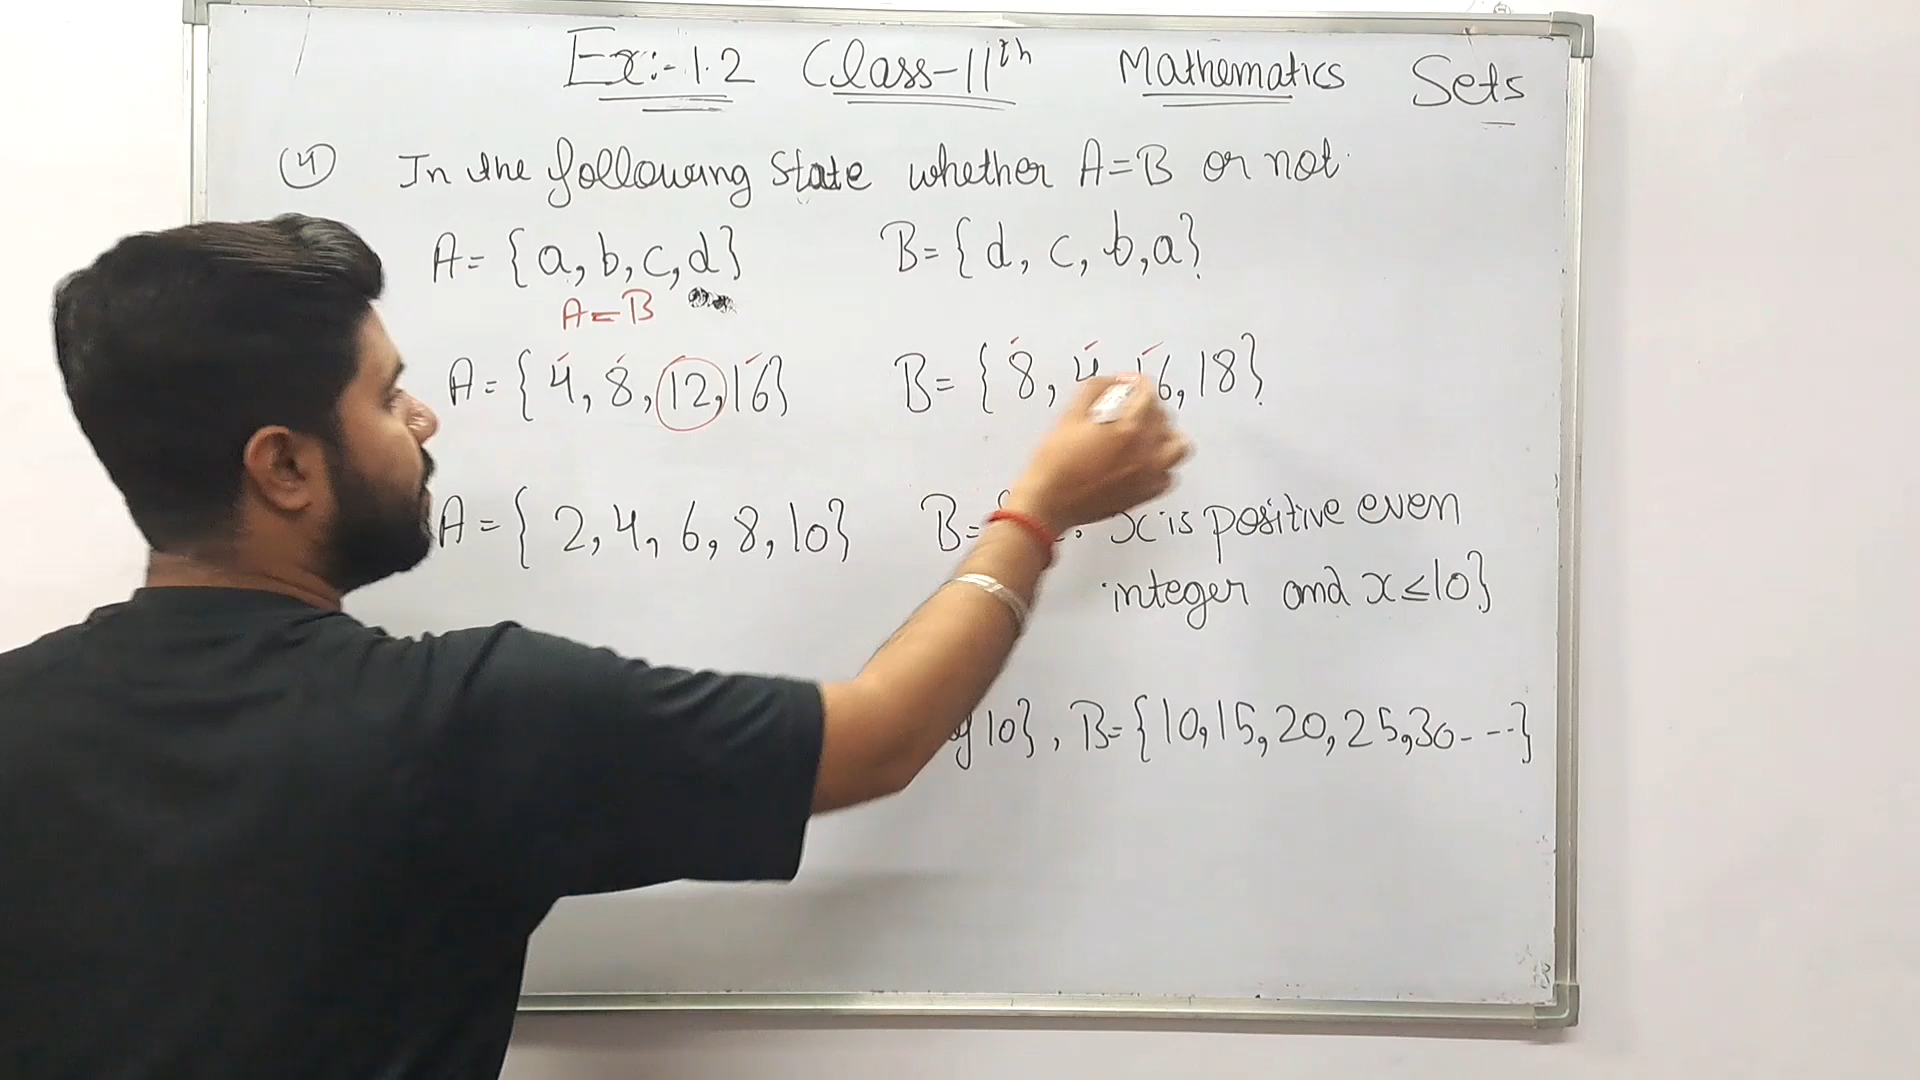 Ex:-1.2 Class-11th Mathematics Sets
(4) In the following State whether A=B or not.
A= {a, b, c, d} B= {d, c, b, a}
A=B
A= { 4, 8, 12, 16} B= { 8, 4, 16, 18}
A= { 2, 4, 6, 8, 10} B= { : x is positive even
integer and x≤10}
10}, B= {10, 15, 20, 25, 30----}